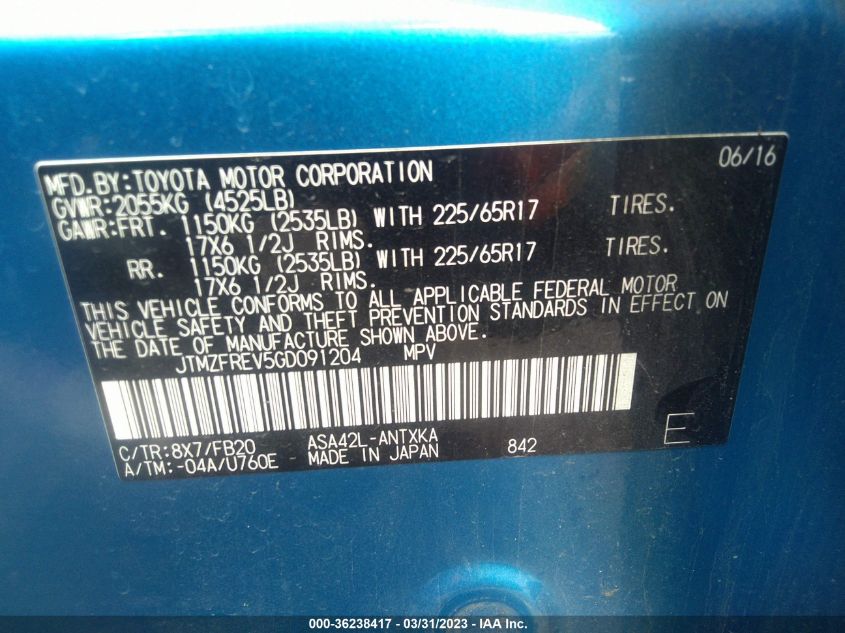 06/16
MFD.BY:TOYOTA MOTOR CORPORATION
GVWR:2055KG (4525LB)
GAWR:FRT. 1150KG (2535LB) WITH 225/65R17 TIRES.
17X6 1/2J RIMS.
RR. 1150KG (2535LB) WITH 225/65R17 TIRES.
17X6 1/2J RIMS.
THIS VEHICLE CONFORMS TO ALL APPLICABLE FEDERAL MOTOR
VEHICLE SAFETY AND THEFT PREVENTION STANDARDS IN EFFECT ON
THE DATE OF MANUFACTURE SHOWN ABOVE.
JTMZFREV5GD091204 MPV
C/TR:8X7/FB20 ASA42L-ANTXKA 842 E
A/TM:-04A/U760E MADE IN JAPAN
000-36238417 - 03/31/2023 - IAA Inc.